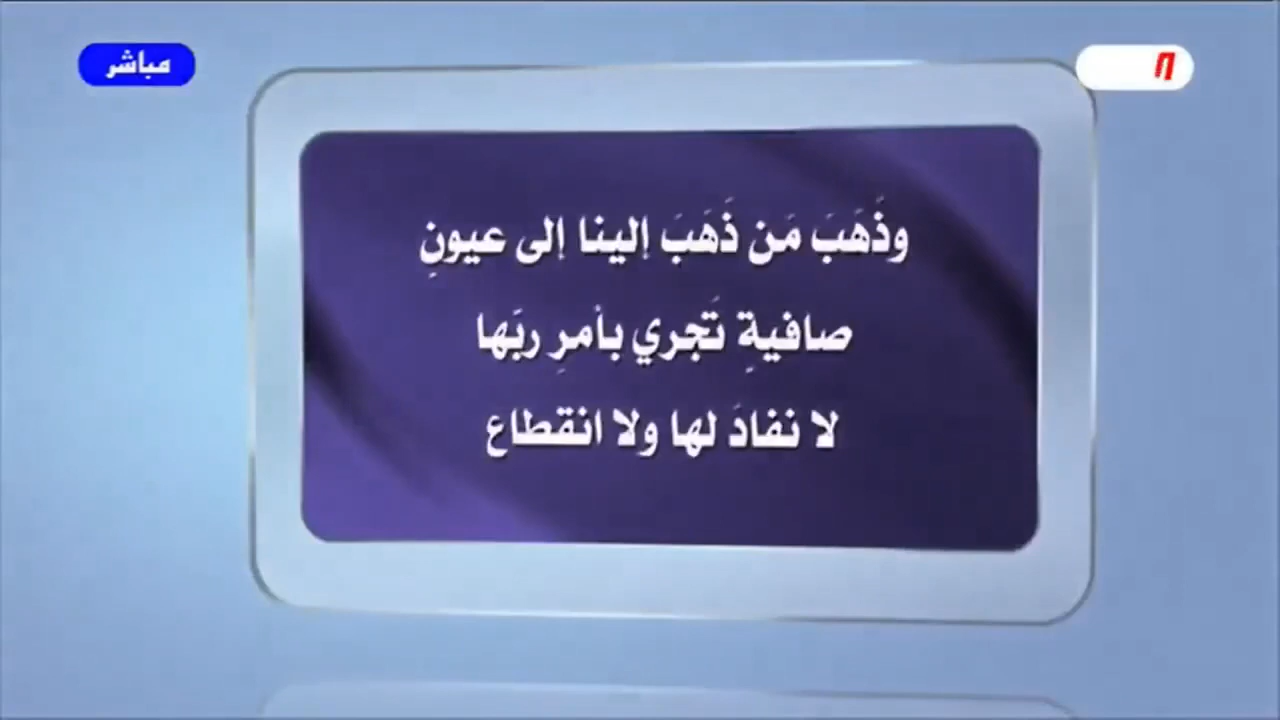 مباشر
وذَهَبَ مَن ذَهَبَ إلينا إلى عيونِ
صافيةِ تَجري بأمرِ ربَها
لا نفادَ لها ولا انقطاع